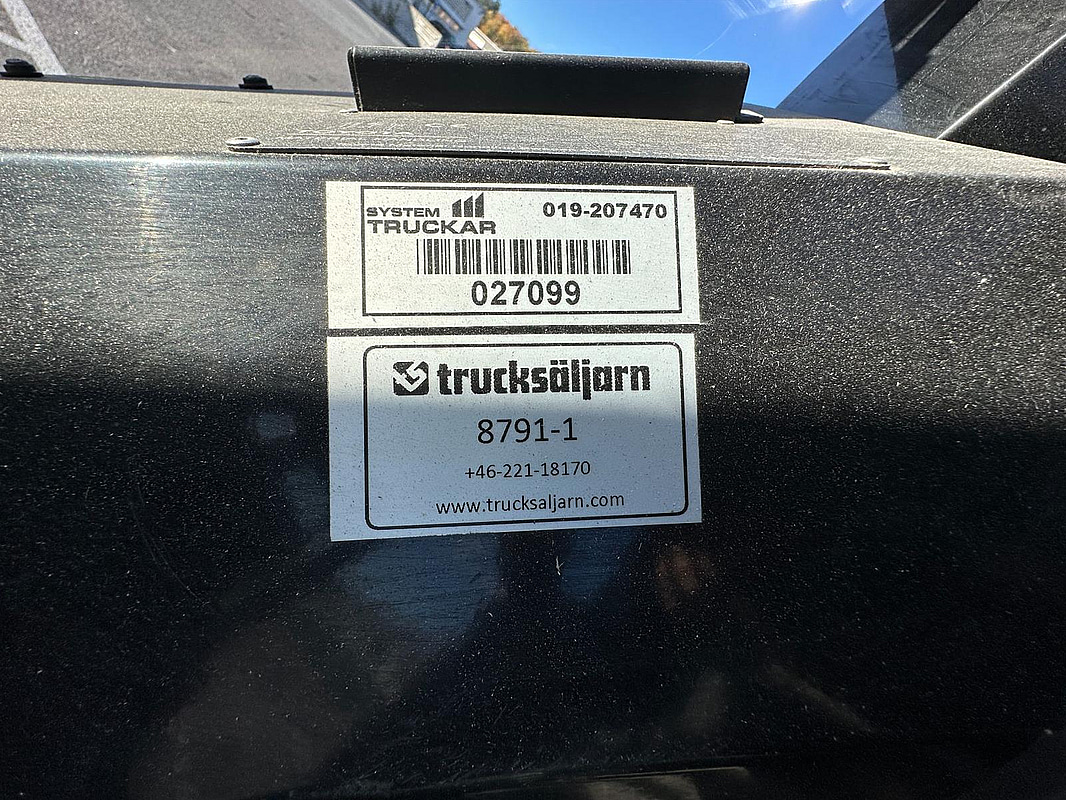 SYSTEM
TRUCKAR
019-207470
027099
trucksäljarn
8791-1
+46-221-18170
www.trucksaljarn.com